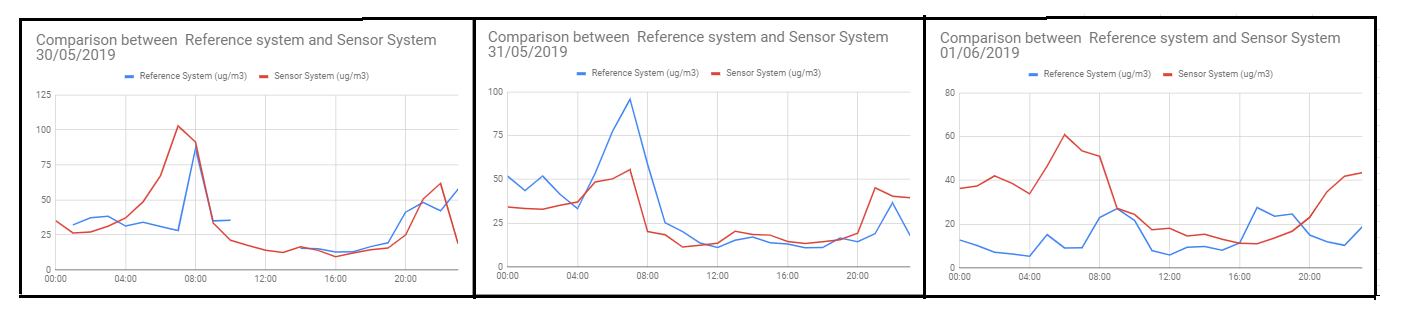 Comparison between  Reference system and Sensor System
30/05/2019
Reference System (ug/m3) Sensor System (ug/m3)
125
100
75
50
25
0
00:00 04:00 08:00 12:00 16:00 20:00
Comparison between  Reference system and Sensor System
31/05/2019
Reference System (ug/m3) Sensor System (ug/m3)
100
75
50
25
0
00:00 04:00 08:00 12:00 16:00 20:00
Comparison between  Reference system and Sensor System
01/06/2019
Reference System (ug/m3) Sensor System (ug/m3)
80
60
40
20
0
00:00 04:00 08:00 12:00 16:00 20:00